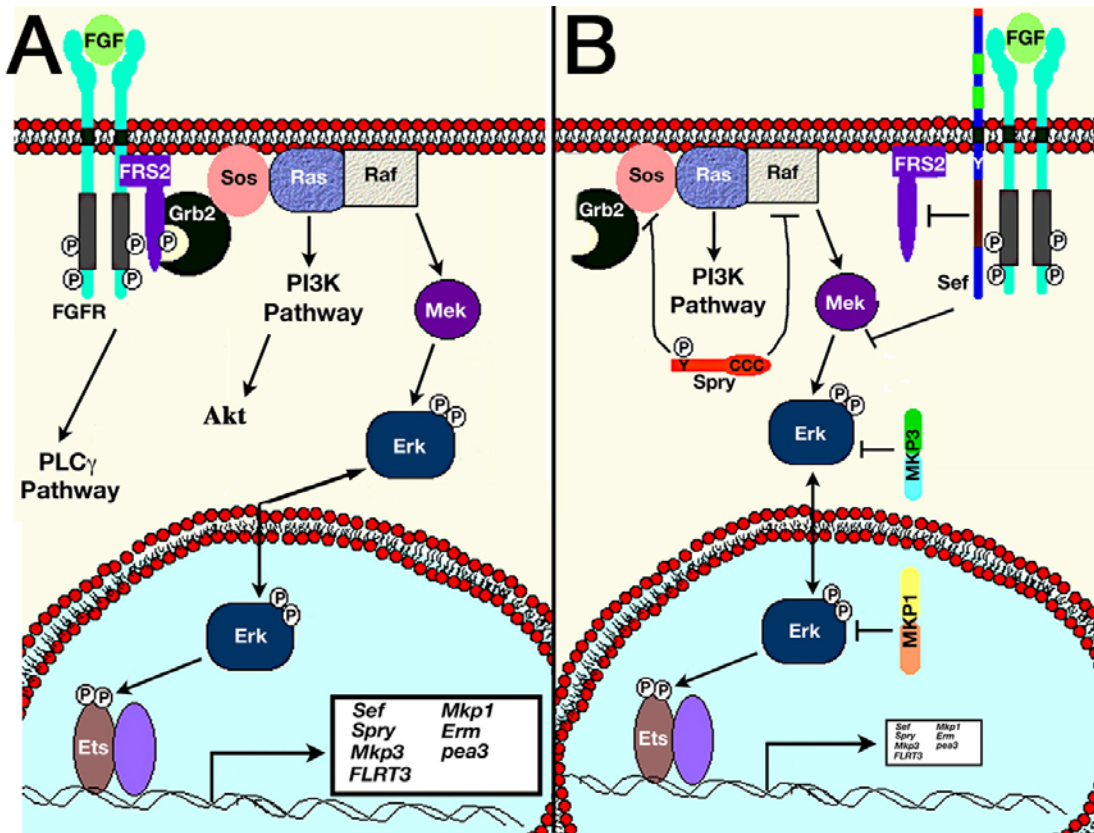 A
FGF
FRS2
Sos
Ras
Raf
Grb2
P
P
P
P
P
FGFR
PI3K
Pathway
Mek
Akt
P
P
Erk
PLCγ
Pathway
P
P
Erk
P
P
Ets
Sef Mkp1
Spry Erm
Mkp3 pea3
FLRT3
B
FGF
FRS2
Y
Sos
Ras
Raf
Grb2
P
P
P
P
Sef
PI3K
Pathway
Mek
P
Y
CCC
Spry
P
P
Erk
MKP3
P
P
Erk
MKP1
P
P
Ets
Sef Mkp1
Spry Erm
Mkp3 pea3
FLRT3